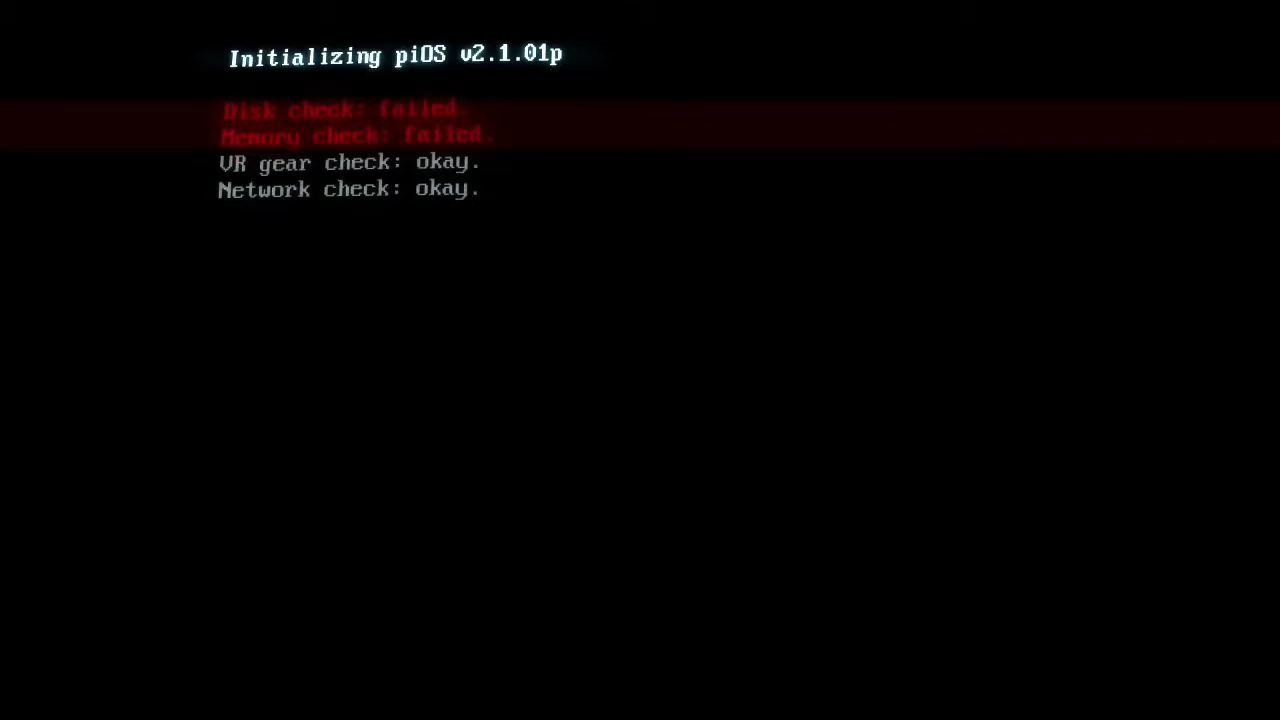 Initializing piOS v2.1.01p
Disk check: failed.
Memory check: failed.
VR gear check: okay.
Network check: okay.